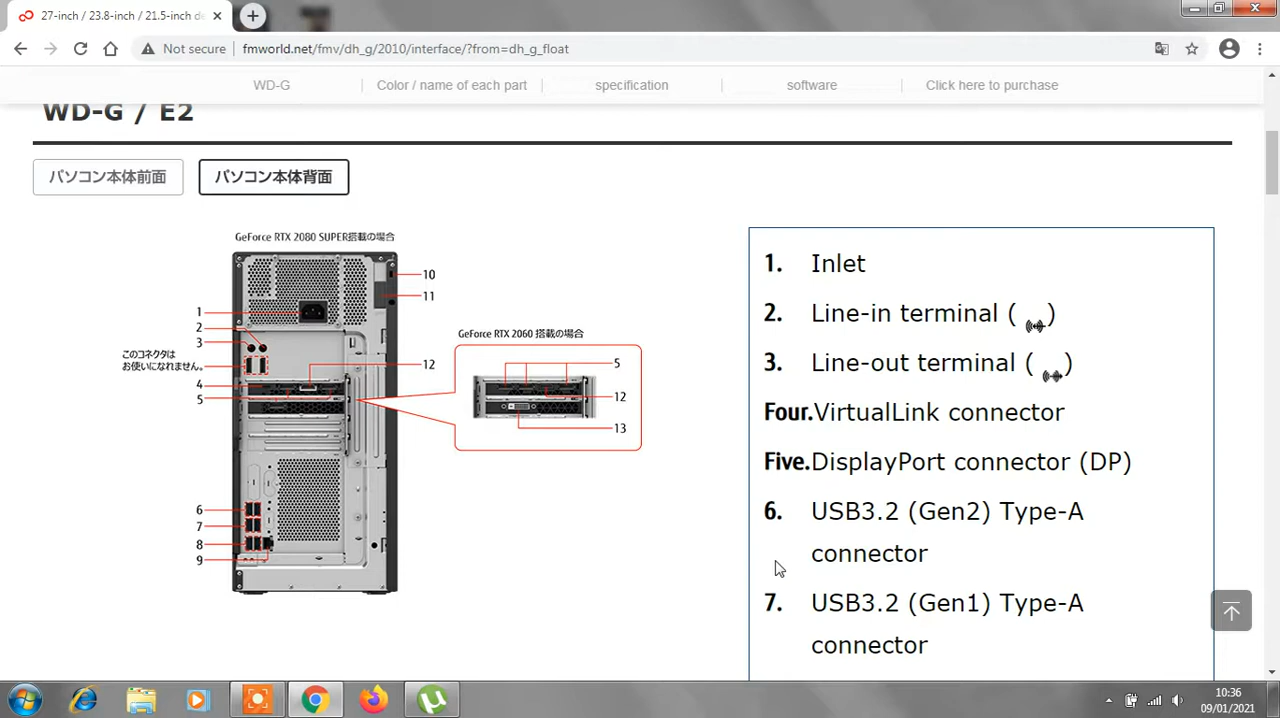 27-inch / 23.8-inch / 21.5-inch de
Not secure
fmworld.net/fmv/dh_g/2010/interface/?from=dh_g_float
WD-G
Color / name of each part
specification
software
Click here to purchase
WD-G / E2
パソコン本体前面
パソコン本体背面
GeForce RTX 2080 SUPER搭載の場合
1
2
3
このコネクタは
お使いになれません。
4
5
6
7
8
9
10
11
12
GeForce RTX 2060 搭載の場合
5
12
13
1. Inlet
2. Line-in terminal ( )
3. Line-out terminal ( )
Four.VirtualLink connector
Five.DisplayPort connector (DP)
6. USB3.2 (Gen2) Type-A
connector
7. USB3.2 (Gen1) Type-A
connector
10:36
09/01/2021